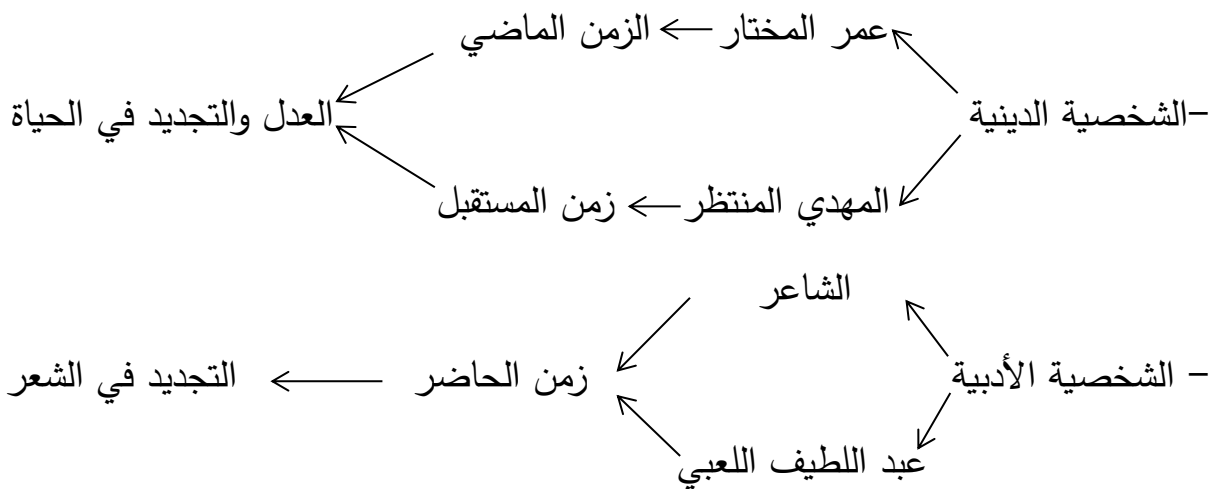 عمر المختار ← الزمن الماضي
-الشخصية الدينية العدل والتجديد في الحياة
المهدي المنتظر ← زمن المستقبل
الشاعر
- الشخصية الأدبية زمن الحاضر ← التجديد في الشعر
عبد اللطيف اللعبي